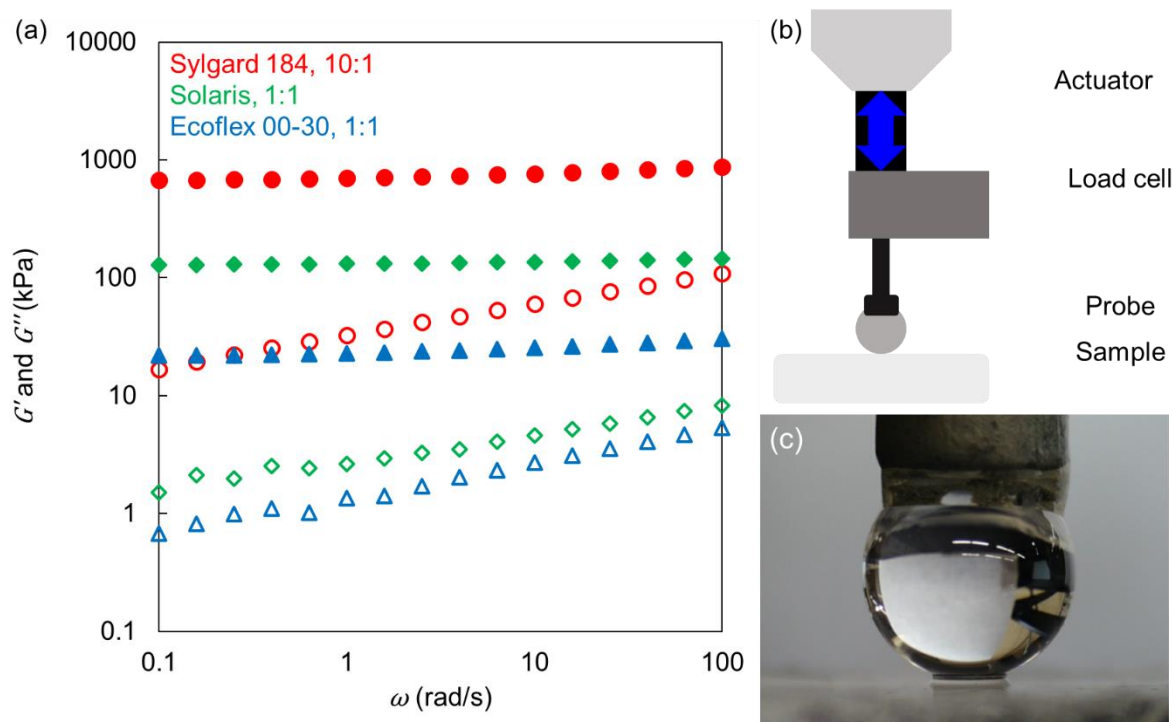 (a)
10000
1000
100
10
1
0.1
G′ and G″ (kPa)
Sylgard 184, 10:1
Solaris, 1:1
Ecoflex 00-30, 1:1
0.1 1 10 100
ω (rad/s)
(b)
Actuator
Load cell
Probe
Sample
(c)